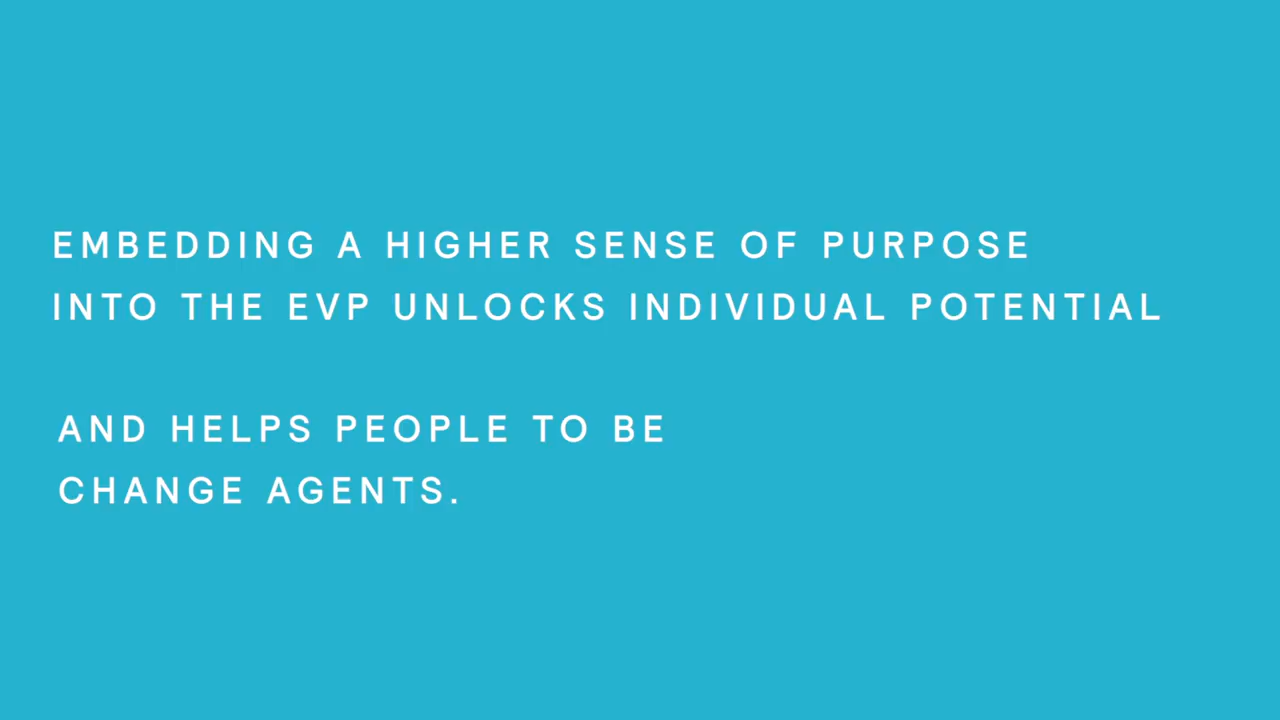 EMBEDDING A HIGHER SENSE OF PURPOSE
INTO THE EVP UNLOCKS INDIVIDUAL POTENTIAL
AND HELPS PEOPLE TO BE
CHANGE AGENTS.